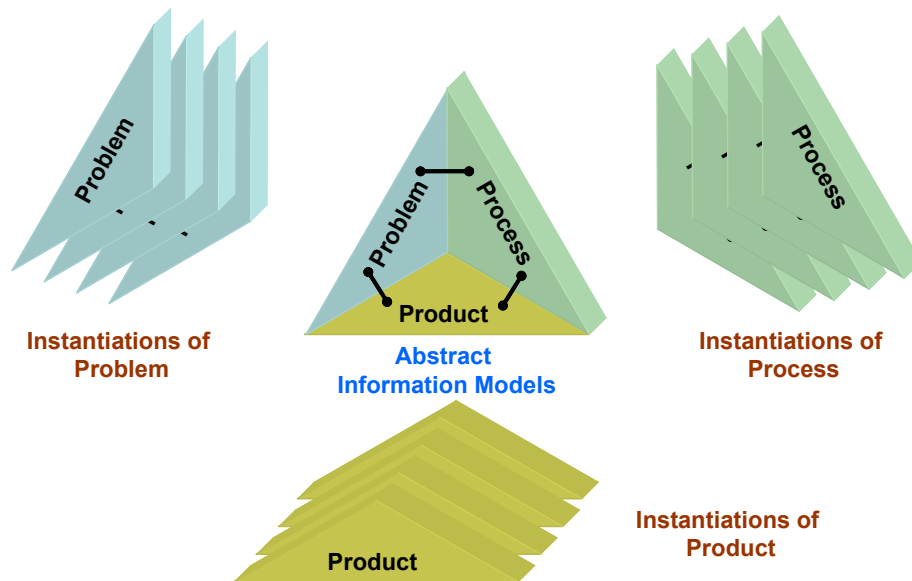 Problem
Process
Problem
Process
Product
Instantiations of
Problem
Abstract
Information Models
Instantiations of
Process
Product
Instantiations of
Product